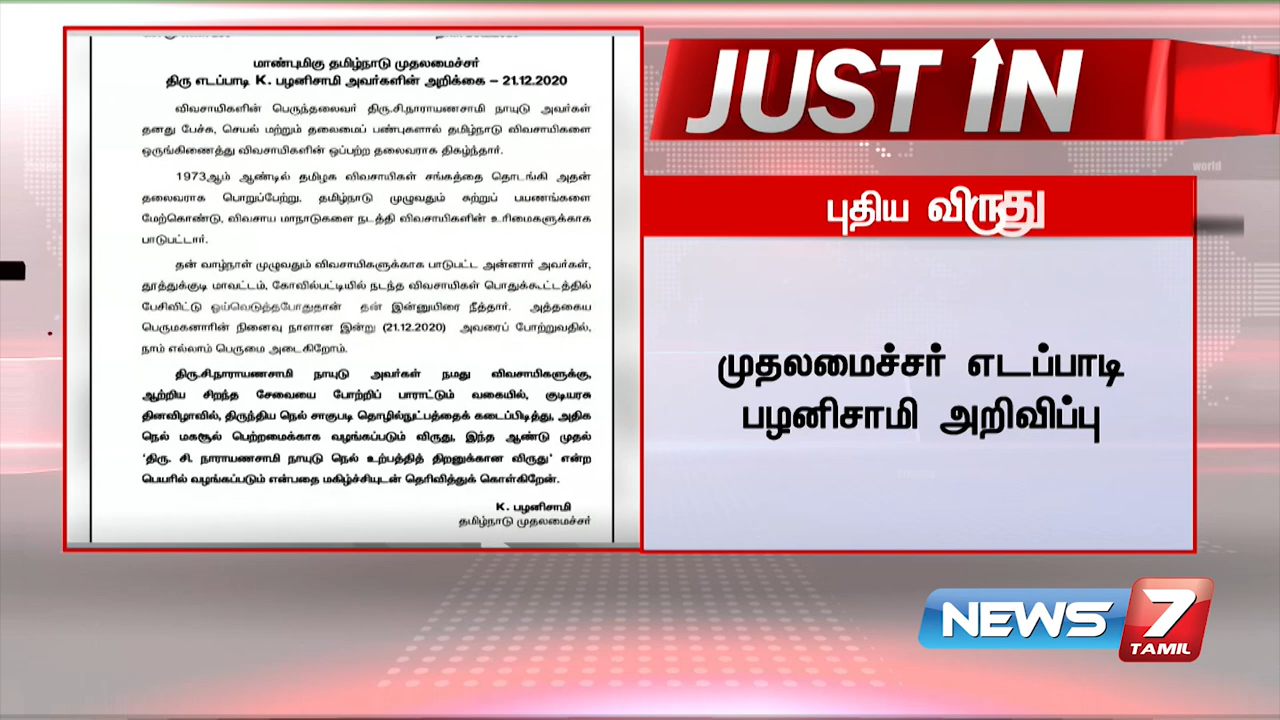 மாண்புமிகு தமிழ்நாடு முதலமைச்சர்
திரு எடப்பாடி K. பழனிசாமி அவர்களின் அறிக்கை – 21.12.2020
விவசாயிகளின் பெருந்தலைவர் திரு.சி.நாராயணசாமி நாயுடு அவர்கள்
தனது பேச்சு, செயல் மற்றும் தலைமைப் பண்புகளால் தமிழ்நாடு விவசாயிகளை
ஒருங்கிணைத்து விவசாயிகளின் ஒப்பற்ற தலைவராக திகழ்ந்தார்.
1973ஆம் ஆண்டில் தமிழக விவசாயிகள் சங்கத்தை தொடங்கி அதன்
தலைவராக பொறுப்பேற்று, தமிழ்நாடு முழுவதும் சுற்றுப் பயணங்களை
மேற்கொண்டு, விவசாய மாநாடுகளை நடத்தி விவசாயிகளின் உரிமைகளுக்காக
பாடுபட்டார்.
தன் வாழ்நாள் முழுவதும் விவசாயிகளுக்காக பாடுபட்ட அன்னார் அவர்கள்,
தூத்துக்குடி மாவட்டம், கோவில்பட்டியில் நடந்த விவசாயிகள் பொதுக்கூட்டத்தில்
பேசிவிட்டு ஓய்வெடுத்தபோதுதான் தன் இன்னுயிரை நீத்தார். அத்தகைய
பெருமகனாரின் நினைவு நாளான இன்று (21.12.2020) அவரைப் போற்றுவதில்,
நாம் எல்லாம் பெருமை அடைகிறோம்.
திரு.சி.நாராயணசாமி நாயுடு அவர்கள் நமது விவசாயிகளுக்கு,
ஆற்றிய சிறந்த சேவையை போற்றிப் பாராட்டும் வகையில், குடியரசு
தினவிழாவில், திருந்திய நெல் சாகுபடி தொழில்நுட்பத்தைக் கடைப்பிடித்து, அதிக
நெல் மகசூல் பெற்றமைக்காக வழங்கப்படும் விருது, இந்த ஆண்டு முதல்
‘திரு. சி. நாராயணசாமி நாயுடு நெல் உற்பத்தித் திறனுக்கான விருது’ என்ற
பெயரில் வழங்கப்படும் என்பதை மகிழ்ச்சியுடன் தெரிவித்துக் கொள்கிறேன்.
K. பழனிசாமி
தமிழ்நாடு முதலமைச்சர்
JUST IN
world
புதிய விருது
முதலமைச்சர் எடப்பாடி
பழனிசாமி அறிவிப்பு
NEWS 7
TAMIL